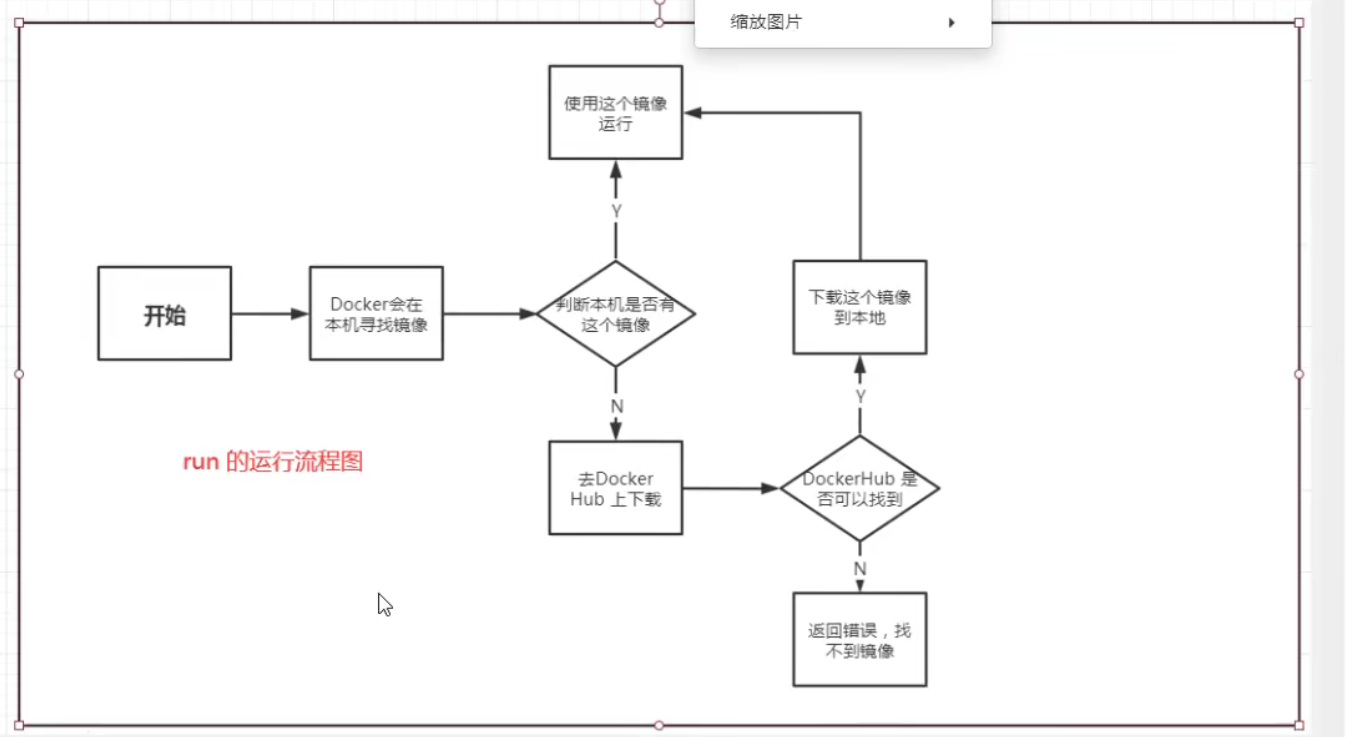 缩放图片
使用这个镜像
运行
Y
开始
Docker会在
本机寻找镜像
判断本机是否有
这个镜像
下载这个镜像
到本地
N
Y
run 的运行流程图
去Docker
Hub 上下载
DockerHub 是
否可以找到
N
返回错误，找
不到镜像